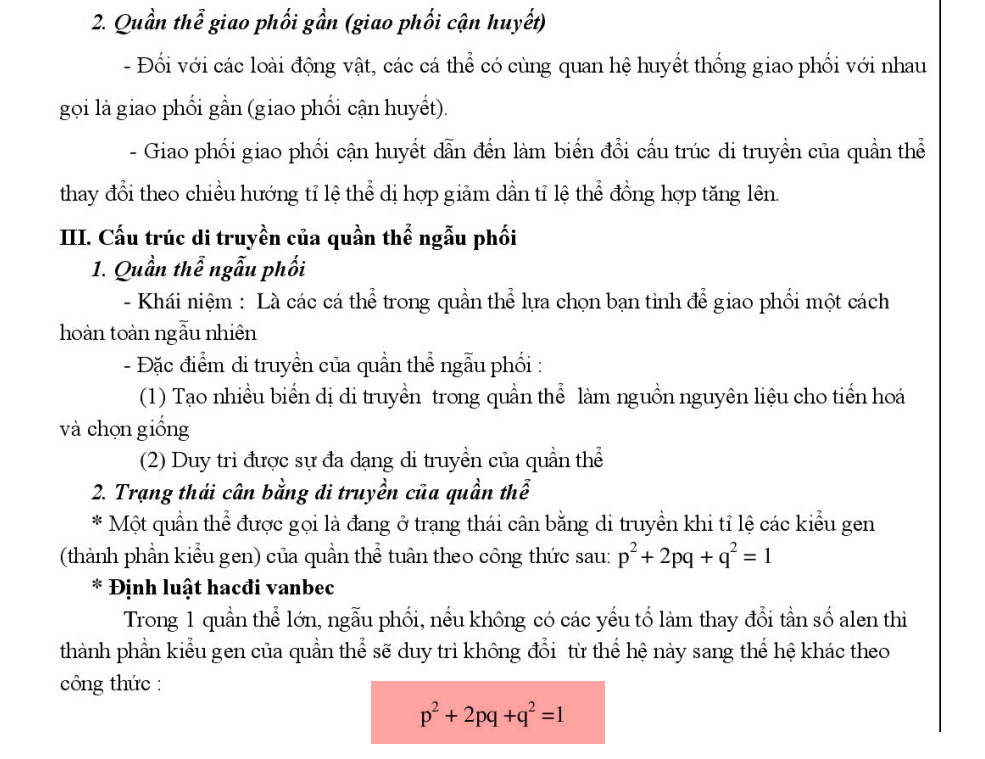 2. Quần thể giao phối gần (giao phối cận huyết)
- Đối với các loài động vật, các cá thể có cùng quan hệ huyết thống giao phối với nhau
gọi là giao phối gần (giao phối cận huyết).
- Giao phối giao phối cận huyết dẫn đến làm biến đổi cấu trúc di truyền của quần thể
thay đổi theo chiều hướng tỉ lệ thể dị hợp giảm dần tỉ lệ thể đồng hợp tăng lên.
III. Cấu trúc di truyền của quần thể ngẫu phối
1. Quần thể ngẫu phối
- Khái niệm : Là các cá thể trong quần thể lựa chọn bạn tình để giao phối một cách
hoàn toàn ngẫu nhiên
- Đặc điểm di truyền của quần thể ngẫu phối :
(1) Tạo nhiều biến dị di truyền trong quần thể làm nguồn nguyên liệu cho tiến hoá
và chọn giống
(2) Duy trì được sự đa dạng di truyền của quần thể
2. Trạng thái cân bằng di truyền của quần thể
* Một quần thể được gọi là đang ở trạng thái cân bằng di truyền khi tỉ lệ các kiểu gen
(thành phần kiểu gen) của quần thể tuân theo công thức sau: p² + 2pq + q² = 1
* Định luật hacđi vanbec
Trong 1 quần thể lớn, ngẫu phối, nếu không có các yếu tố làm thay đổi tần số alen thì
thành phần kiểu gen của quần thể sẽ duy trì không đổi từ thế hệ này sang thế hệ khác theo
công thức :
p² + 2pq +q² =1